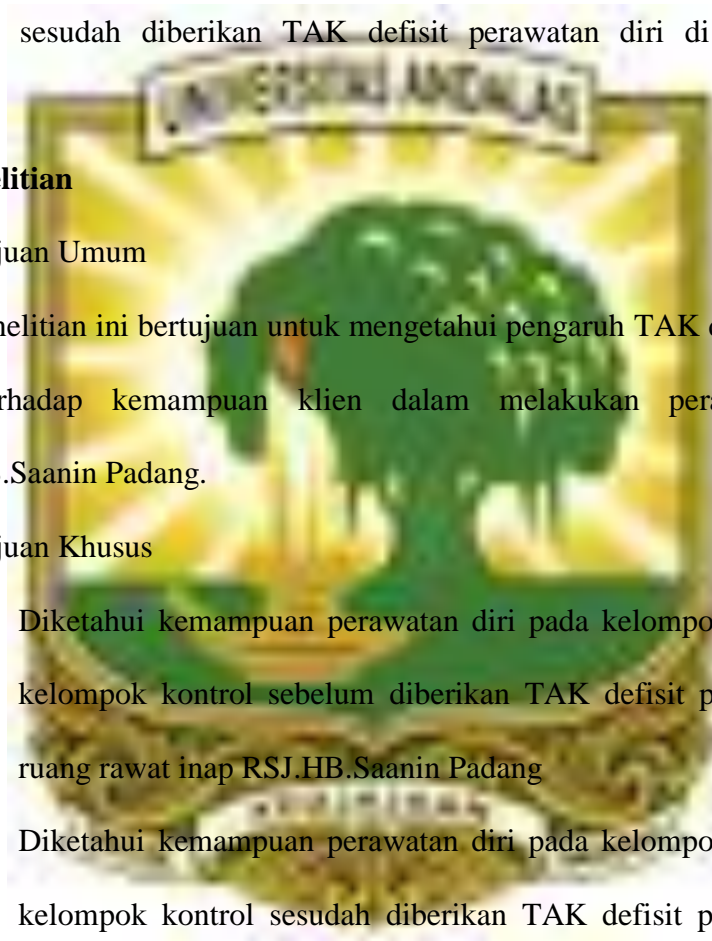 sesudah diberikan TAK defisit perawatan diri di
UNIVERSITAS ANDALAS
elitian
juan Umum
nelitian ini bertujuan untuk mengetahui pengaruh TAK
rhadap kemampuan klien dalam melakukan pera
.Saanin Padang.
juan Khusus
Diketahui kemampuan perawatan diri pada kelompo
kelompok kontrol sebelum diberikan TAK defisit p
ruang rawat inap RSJ.HB.Saanin Padang
Diketahui kemampuan perawatan diri pada kelompo
kelompok kontrol sesudah diberikan TAK defisit p